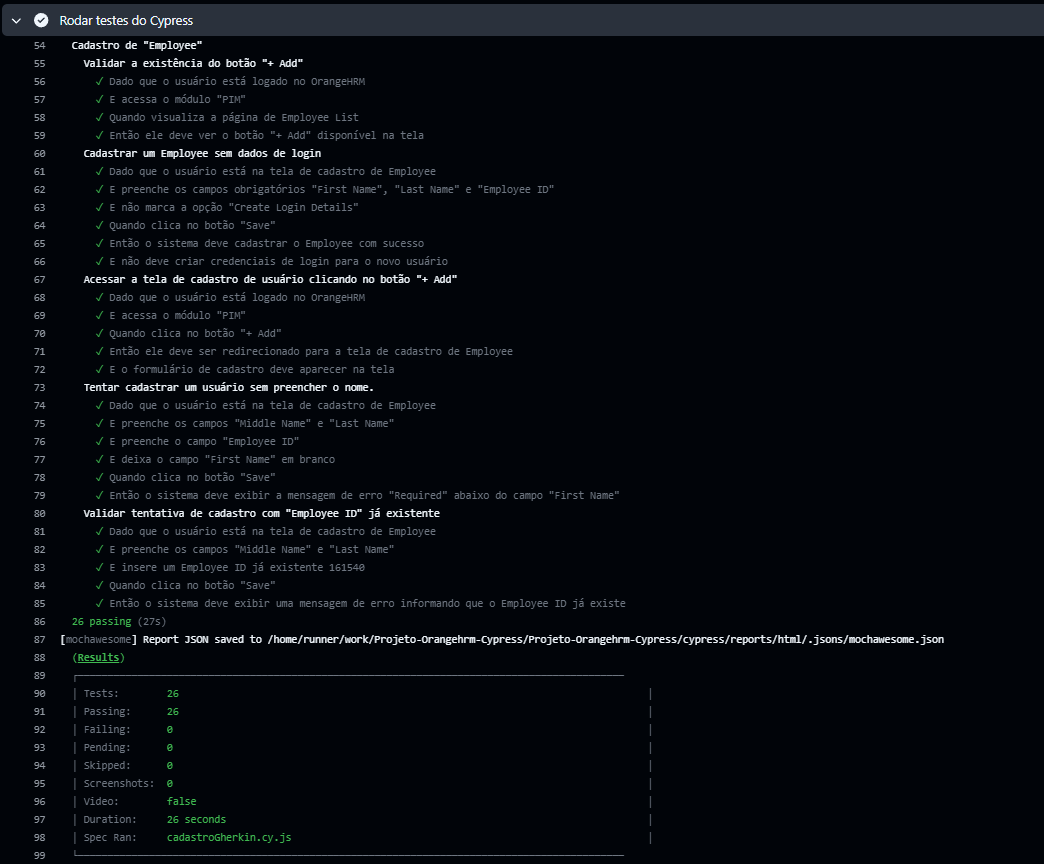 Rodar testes do Cypress
54 Cadastro de "Employee"
55 Validar a existência do botão "+ Add"
56 ✓ Dado que o usuário está logado no OrangeHRM
57 ✓ E acessa o módulo "PIM"
58 ✓ Quando visualiza a página de Employee List
59 ✓ Então ele deve ver o botão "+ Add" disponível na tela
60 Cadastrar um Employee sem dados de login
61 ✓ Dado que o usuário está na tela de cadastro de Employee
62 ✓ E preenche os campos obrigatórios "First Name", "Last Name" e "Employee ID"
63 ✓ E não marca a opção "Create Login Details"
64 ✓ Quando clica no botão "Save"
65 ✓ Então o sistema deve cadastrar o Employee com sucesso
66 ✓ E não deve criar credenciais de login para o novo usuário
67 Acessar a tela de cadastro de usuário clicando no botão "+ Add"
68 ✓ Dado que o usuário está logado no OrangeHRM
69 ✓ E acessa o módulo "PIM"
70 ✓ Quando clica no botão "+ Add"
71 ✓ Então ele deve ser redirecionado para a tela de cadastro de Employee
72 ✓ E o formulário de cadastro deve aparecer na tela
73 Tentar cadastrar um usuário sem preencher o nome.
74 ✓ Dado que o usuário está na tela de cadastro de Employee
75 ✓ E preenche os campos "Middle Name" e "Last Name"
76 ✓ E preenche o campo "Employee ID"
77 ✓ E deixa o campo "First Name" em branco
78 ✓ Quando clica no botão "Save"
79 ✓ Então o sistema deve exibir a mensagem de erro "Required" abaixo do campo "First Name"
80 Validar tentativa de cadastro com "Employee ID" já existente
81 ✓ Dado que o usuário está na tela de cadastro de Employee
82 ✓ E preenche os campos "Middle Name" e "Last Name"
83 ✓ E insere um Employee ID já existente 161540
84 ✓ Quando clica no botão "Save"
85 ✓ Então o sistema deve exibir uma mensagem de erro informando que o Employee ID já existe
86 26 passing (27s)
87 [mochawesome] Report JSON saved to /home/runner/work/Projeto-Orangehrm-Cypress/Projeto-Orangehrm-Cypress/cypress/reports/html/.jsons/mochawesome.json
88 (Results)
89
90 | Tests: 26 |
91 | Passing: 26 |
92 | Failing: 0 |
93 | Pending: 0 |
94 | Skipped: 0 |
95 | Screenshots: 0 |
96 | Video: false |
97 | Duration: 26 seconds |
98 | Spec Ran: cadastroGherkin.cy.js |
99